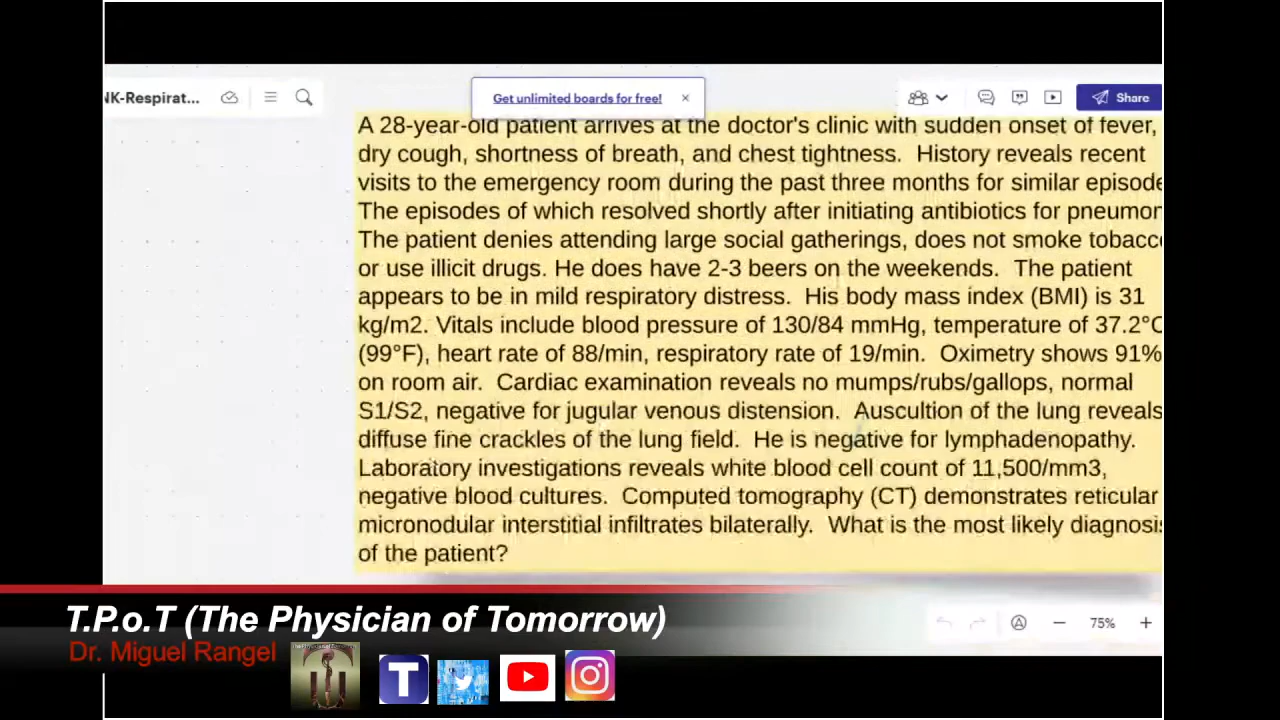 NK-Respirat...
Get unlimited boards for free!
Share
A 28-year-old patient arrives at the doctor's clinic with sudden onset of fever,
dry cough, shortness of breath, and chest tightness. History reveals recent
visits to the emergency room during the past three months for similar episode
The episodes of which resolved shortly after initiating antibiotics for pneumon
The patient denies attending large social gatherings, does not smoke tobacco
or use illicit drugs. He does have 2-3 beers on the weekends. The patient
appears to be in mild respiratory distress. His body mass index (BMI) is 31
kg/m2. Vitals include blood pressure of 130/84 mmHg, temperature of 37.2°C
(99°F), heart rate of 88/min, respiratory rate of 19/min. Oximetry shows 91%
on room air. Cardiac examination reveals no mumps/rubs/gallops, normal
S1/S2, negative for jugular venous distension. Auscultion of the lung reveals
diffuse fine crackles of the lung field. He is negative for lymphadenopathy.
Laboratory investigations reveals white blood cell count of 11,500/mm3,
negative blood cultures. Computed tomography (CT) demonstrates reticular
micronodular interstitial infiltrates bilaterally. What is the most likely diagnosis
of the patient?
75%
T.P.o.T (The Physician of Tomorrow)
Dr. Miguel Rangel
T